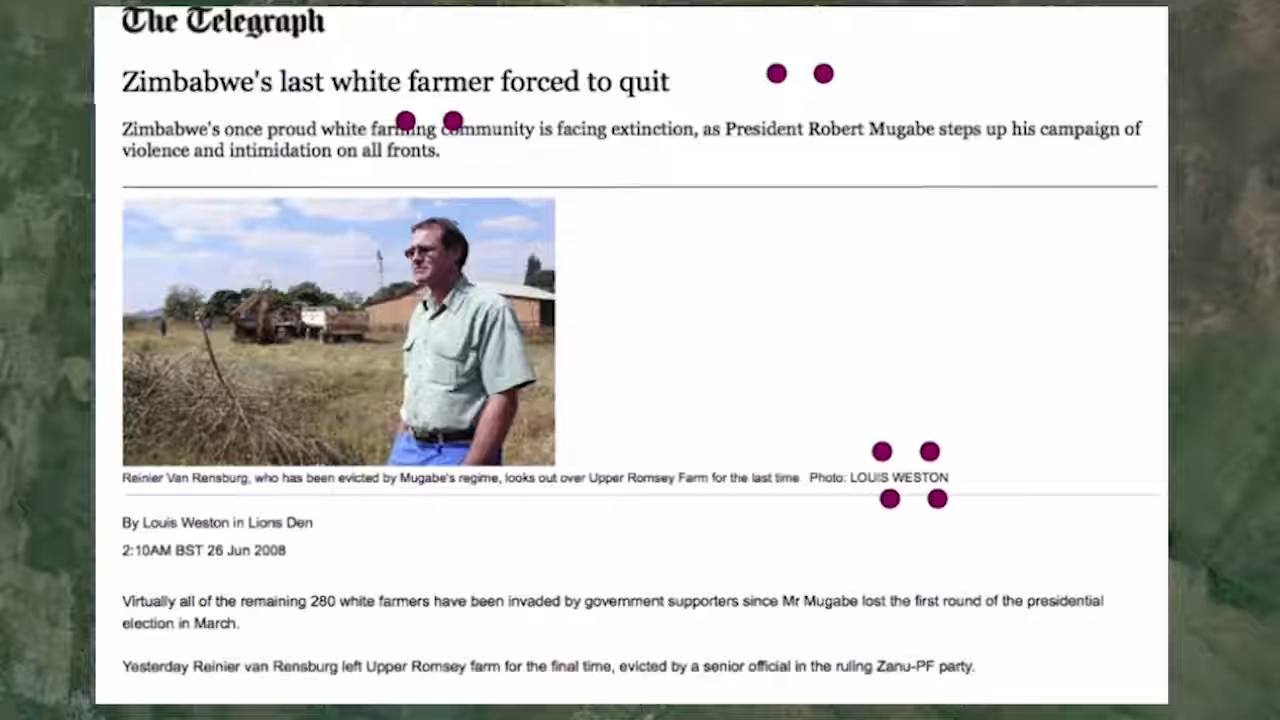 The Telegraph
Zimbabwe's last white farmer forced to quit
Zimbabwe's once proud white farming community is facing extinction, as President Robert Mugabe steps up his campaign of
violence and intimidation on all fronts.
Reinier Van Rensburg, who has been evicted by Mugabe's regime, looks out over Upper Romsey Farm for the last time Photo: LOUIS WESTON
By Louis Weston in Lions Den
2:10AM BST 26 Jun 2008
Virtually all of the remaining 280 white farmers have been invaded by government supporters since Mr Mugabe lost the first round of the presidential
election in March.
Yesterday Reinier van Rensburg left Upper Romsey farm for the final time, evicted by a senior official in the ruling Zanu-PF party.